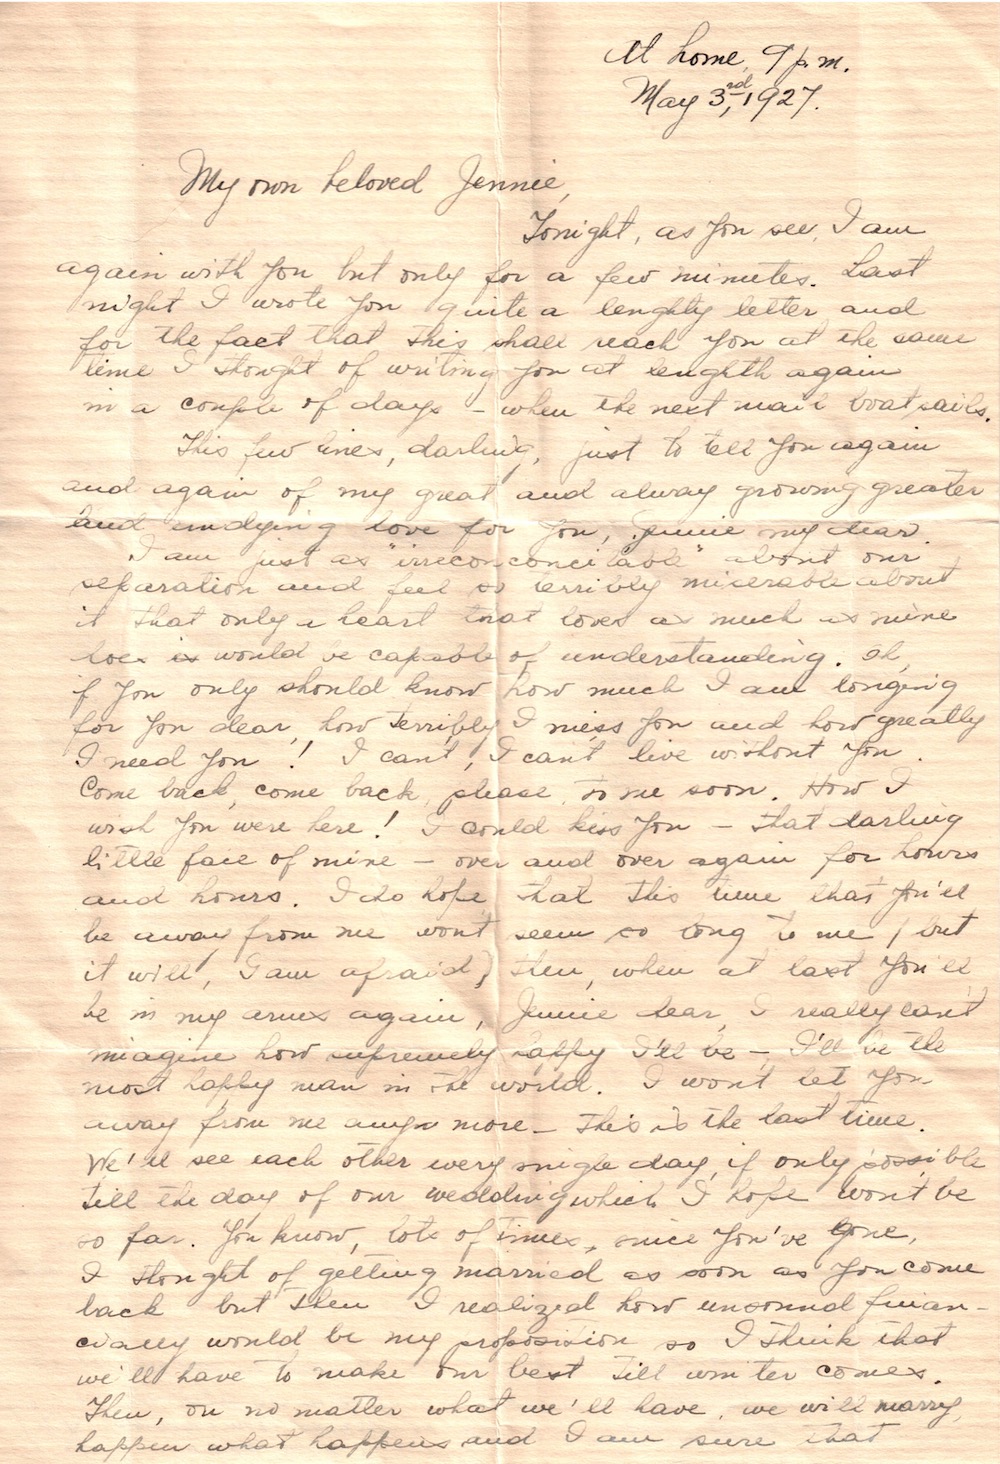 At home, 9 p.m.
May 3rd, 1927.
My own beloved Jennie,
Tonight, as You see, I am
again with You but only for a few minutes. Last
night I wrote You quite a lenghty letter and
for the fact that this shall reach You at the same
time I thought of writing You at lenghth again
in a couple of days – when the next mail boat sails.
This few lines, darling, just to tell You again
and again of my great and alway growing greater
and undying love for You, Jennie my dear.
I am just as "irreconconcilable" about our
separation and feel so terribly miserable about
it that only a heart that loves as much as mine
does is would be capable of understanding. Oh,
if You only should know how much I am longing
for You dear, how terribly I miss You and how greatly
I need You! I can't, I can't live without You.
Come back, come back, please, to me soon. How I
wish You were here! I could kiss You – that darling
little face of mine – over and over again for hours
and hours. I do hope that this time that You'll
be away from me wont seem so long to me (but
it will, I am afraid) then, when at last You'll
be in my arms again, Jennie dear, I really can't
imagine how supremely happy I'll be –, I'll be the
most happy man in the world. I won't let You
away from me any more – this is the last time.
We'll see each other every single day, if only possible
till the day of our wedding which I hope won't be
so far. You know, lots of times, since You've gone,
I thought of getting married as soon as You come
back but then I realized how unsound finan-
cially would be my proposition so I think that
we'll have to make our best till winter comes.
Then, on no matter what we'll have, we will marry,
happen what happens and I am sure that